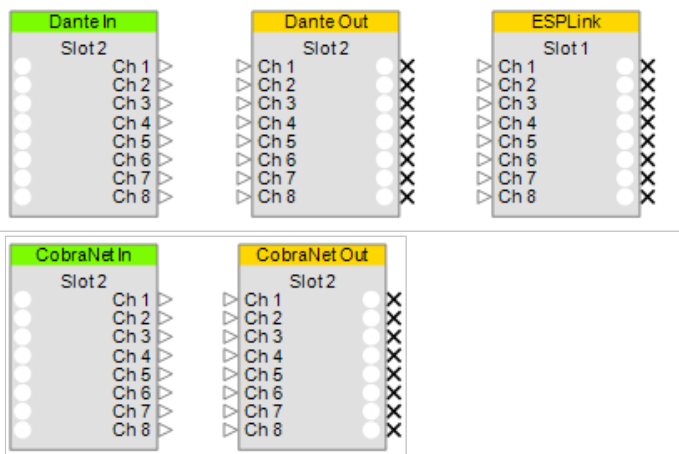 Dante In
Slot 2
Ch 1
Ch 2
Ch 3
Ch 4
Ch 5
Ch 6
Ch 7
Ch 8
Dante Out
Slot 2
Ch 1
Ch 2
Ch 3
Ch 4
Ch 5
Ch 6
Ch 7
Ch 8
ESPLink
Slot 1
Ch 1
Ch 2
Ch 3
Ch 4
Ch 5
Ch 6
Ch 7
Ch 8
CobraNet In
Slot 2
Ch 1
Ch 2
Ch 3
Ch 4
Ch 5
Ch 6
Ch 7
Ch 8
CobraNet Out
Slot 2
Ch 1
Ch 2
Ch 3
Ch 4
Ch 5
Ch 6
Ch 7
Ch 8